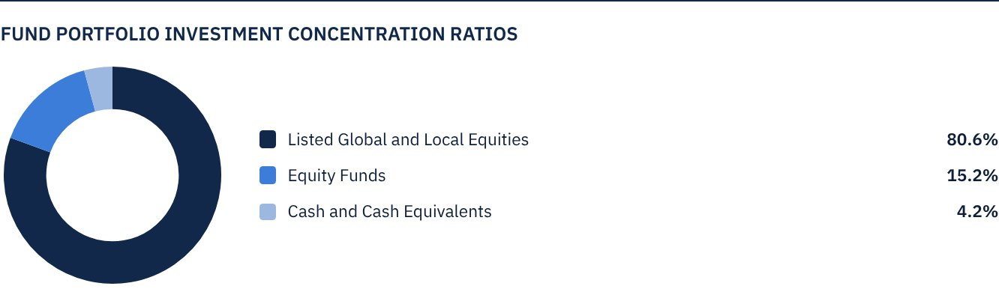 FUND PORTFOLIO INVESTMENT CONCENTRATION RATIOS
Listed Global and Local Equities 80.6%
Equity Funds 15.2%
Cash and Cash Equivalents 4.2%